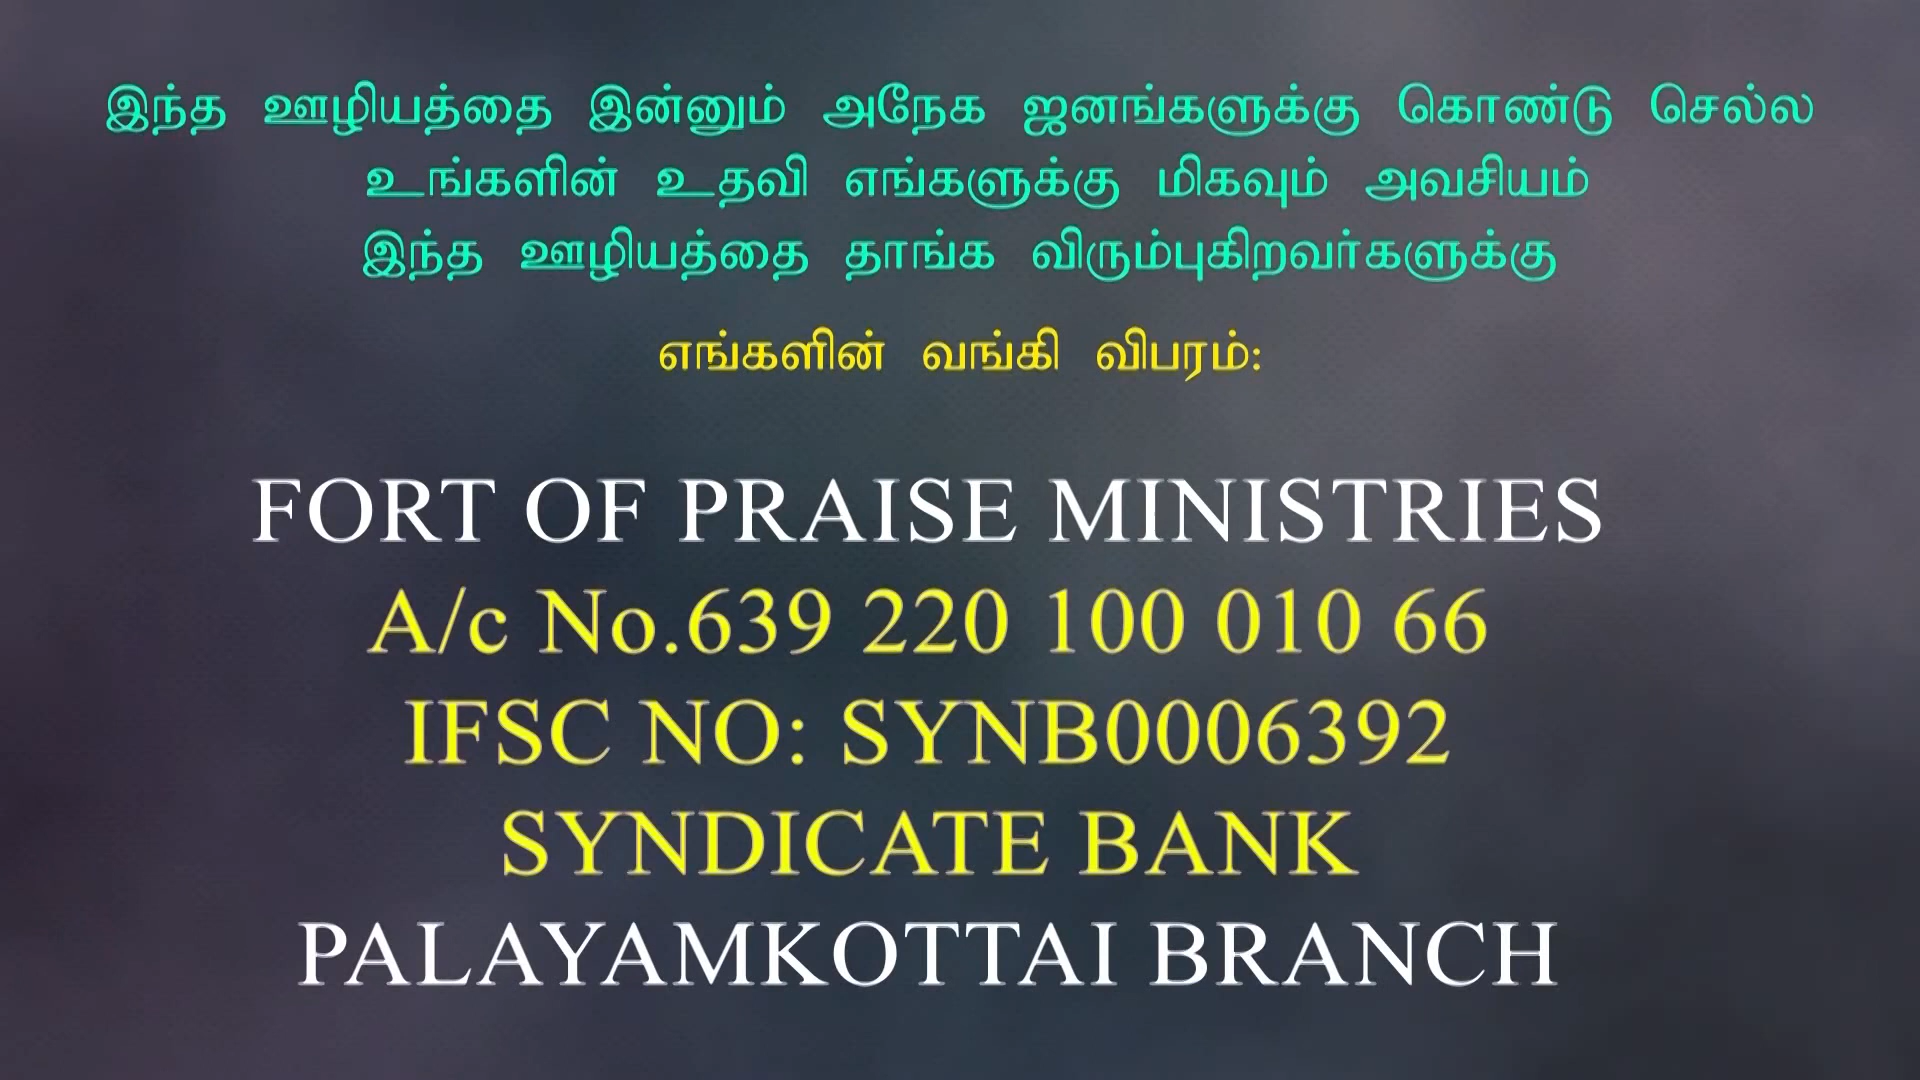 இந்த ஊழியத்தை இன்னும் அநேக ஜனங்களுக்கு கொண்டு செல்ல
உங்களின் உதவி எங்களுக்கு மிகவும் அவசியம்
இந்த ஊழியத்தை தாங்க விரும்புகிறவர்களுக்கு
எங்களின் வங்கி விபரம்:
FORT OF PRAISE MINISTRIES
A/c No.639 220 100 010 66
IFSC NO: SYNB0006392
SYNDICATE BANK
PALAYAMKOTTAI BRANCH